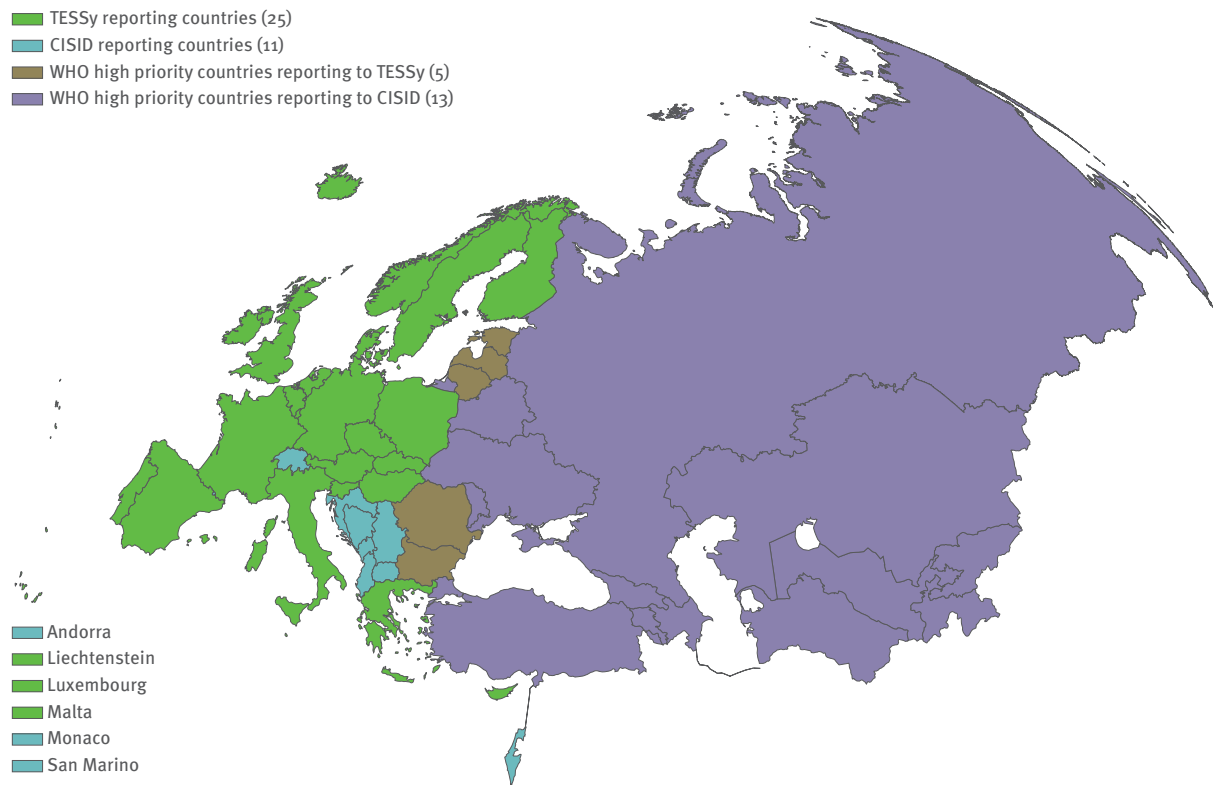 TESSy reporting countries (25)
CISID reporting countries (11)
WHO high priority countries reporting to TESSy (5)
WHO high priority countries reporting to CISID (13)
Andorra
Liechtenstein
Luxembourg
Malta
Monaco
San Marino